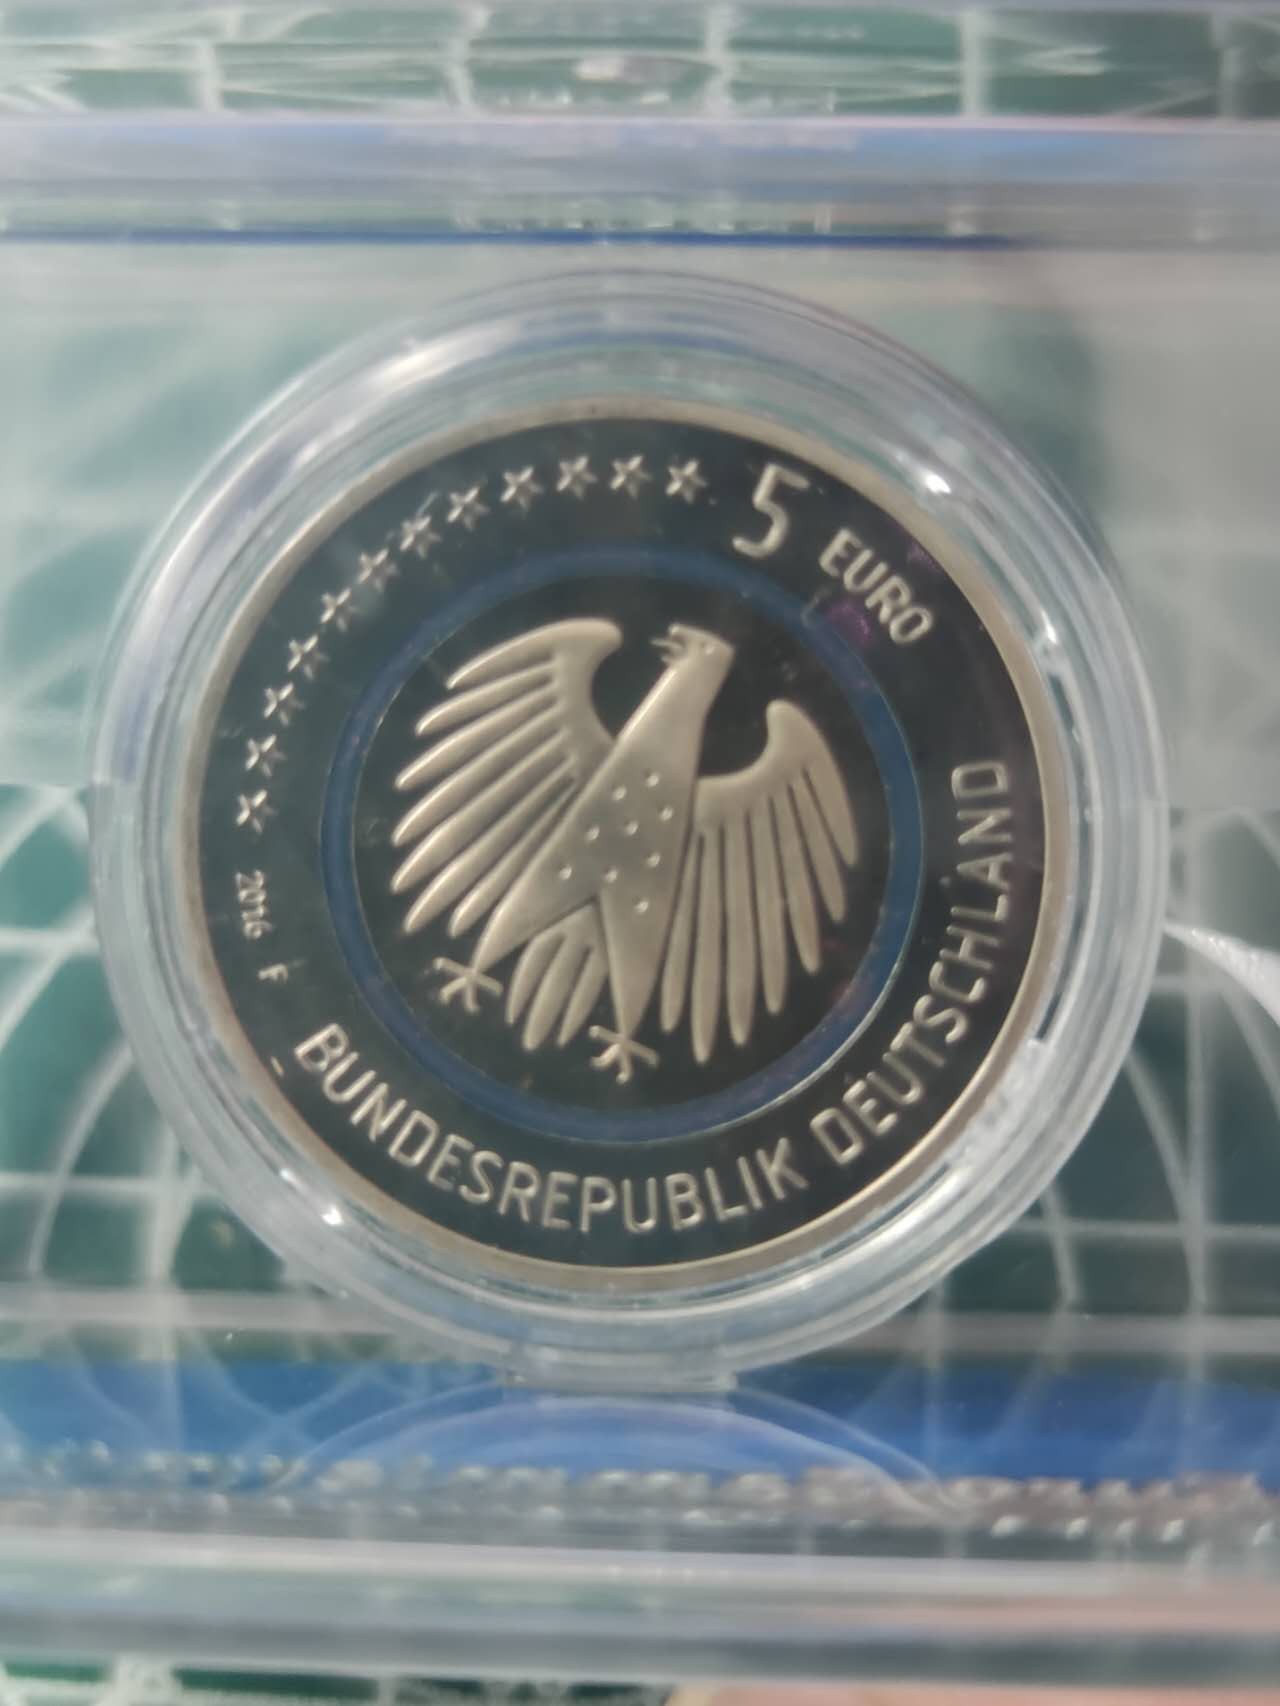 5 EURO
BUNDESREPUBLIK DEUTSCHLAND
2016 F